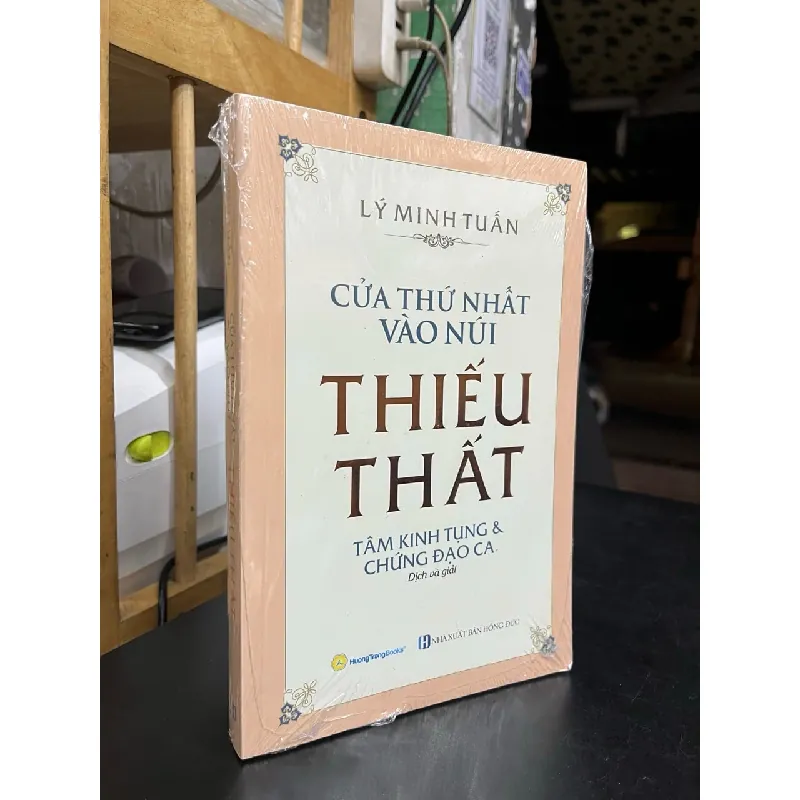 LÝ MINH TUẤN
CỬA THỨ NHẤT
VÀO NÚI
THIẾU
THẤT
TÂM KINH TỤNG &
CHỨNG ĐẠO CA
Dịch và giải
HuongTrangBooks
NHÀ XUẤT BẢN HỒNG ĐỨC